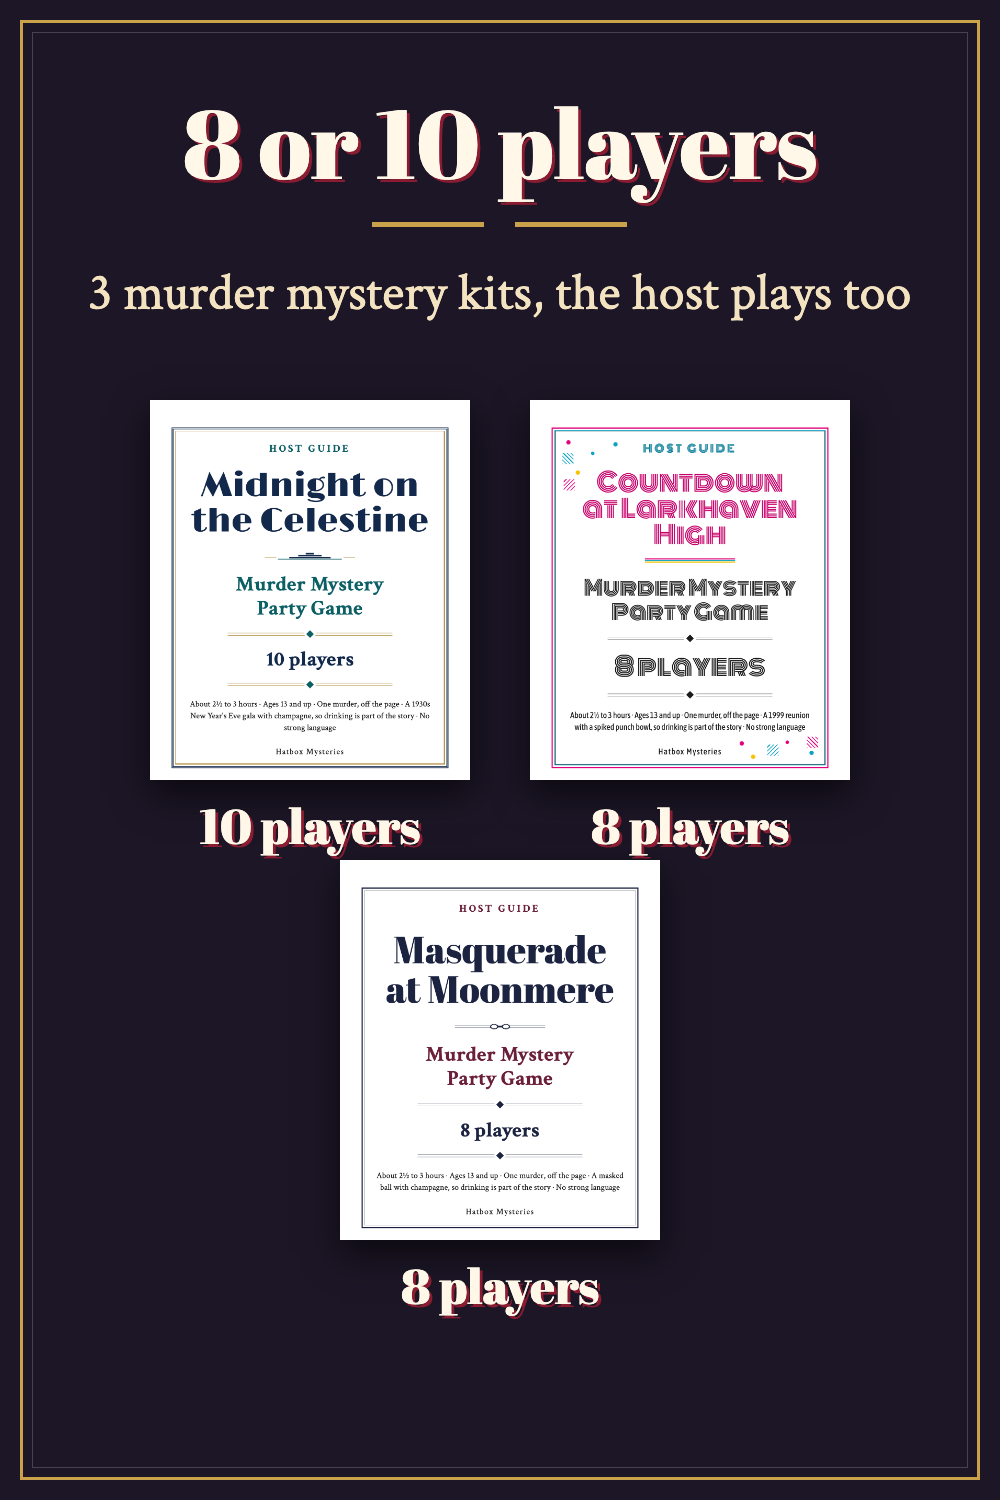 8 or 10 players
3 murder mystery kits, the host plays too
HOST GUIDE
Midnight on
the Celestine
Murder Mystery
Party Game
10 players
About 2½ to 3 hours · Ages 13 and up · One murder, off the page · A 1930s
New Year's Eve gala with champagne, so drinking is part of the story · No
strong language
Hatbox Mysteries
10 players
HOST GUIDE
COUNTDOWN
AT LARKHAVEN
HIGH
MURDER MYSTERY
PARTY GAME
8 PLAYERS
About 2½ to 3 hours · Ages 13 and up · One murder, off the page · A 1999 reunion
with a spiked punch bowl, so drinking is part of the story · No strong language
Hatbox Mysteries
8 players
HOST GUIDE
Masquerade
at Moonmere
Murder Mystery
Party Game
8 players
About 2½ to 3 hours · Ages 13 and up · One murder, off the page · A masked
ball with champagne, so drinking is part of the story · No strong language
Hatbox Mysteries
8 players